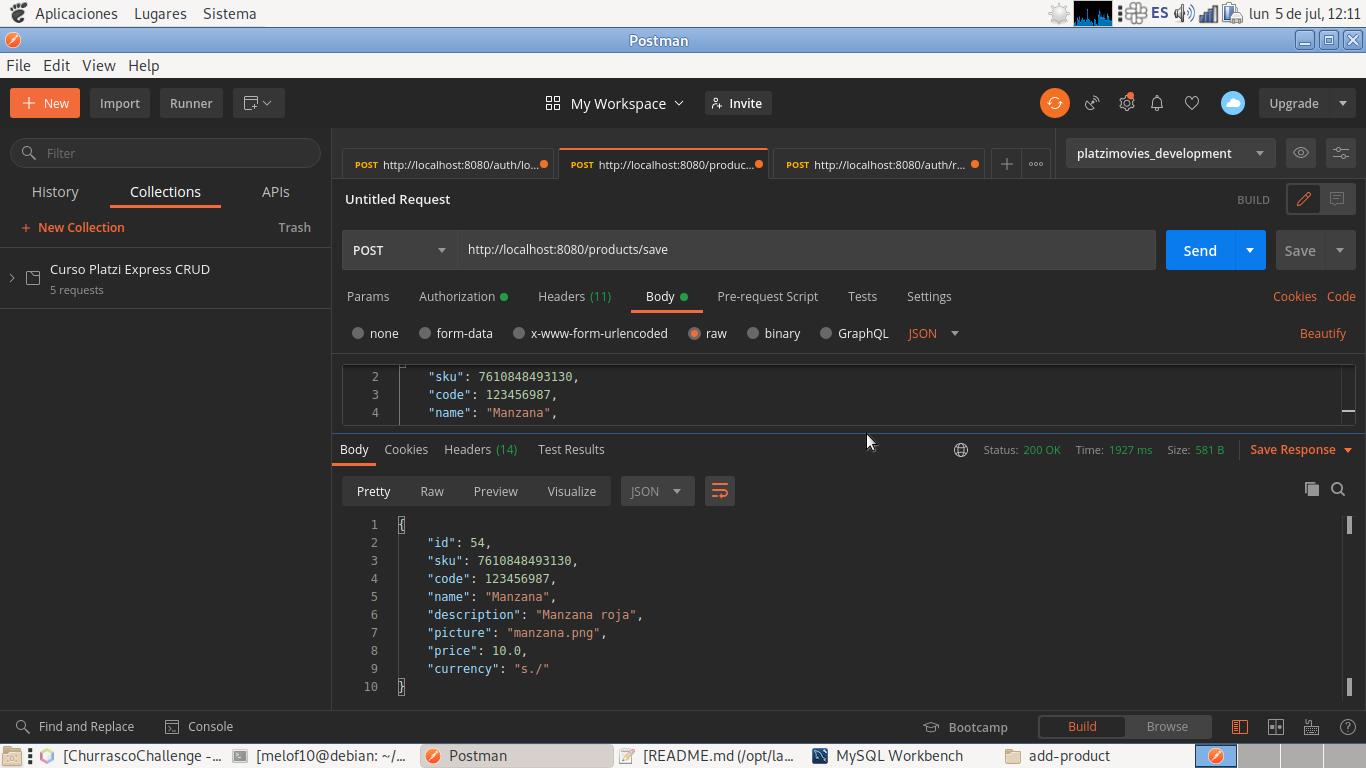 Aplicaciones Lugares Sistema ES lun 5 de jul, 12:11
Postman
File Edit View Help
+ New Import Runner My Workspace Invite Upgrade
Filter
POST http://localhost:8080/auth/lo... POST http://localhost:8080/produc... POST http://localhost:8080/auth/r... + platzimovies_development
History Collections APIs
Untitled Request BUILD
+ New Collection Trash
POST http://localhost:8080/products/save Send Save
Curso Platzi Express CRUD
5 requests
Params Authorization Headers (11) Body Pre-request Script Tests Settings Cookies Code
none form-data x-www-form-urlencoded raw binary GraphQL JSON Beautify
2 "sku": 7610848493130,
3 "code": 123456987,
4 "name": "Manzana",
Body Cookies Headers (14) Test Results Status: 200 OK Time: 1927 ms Size: 581 B Save Response
Pretty Raw Preview Visualize JSON
1 {
2 "id": 54,
3 "sku": 7610848493130,
4 "code": 123456987,
5 "name": "Manzana",
6 "description": "Manzana roja",
7 "picture": "manzana.png",
8 "price": 10.0,
9 "currency": "s./"
10 }
Find and Replace Console Bootcamp Build Browse
[ChurrascoChallenge -... [melof10@debian: ~/... Postman [README.md (/opt/la... MySQL Workbench add-product